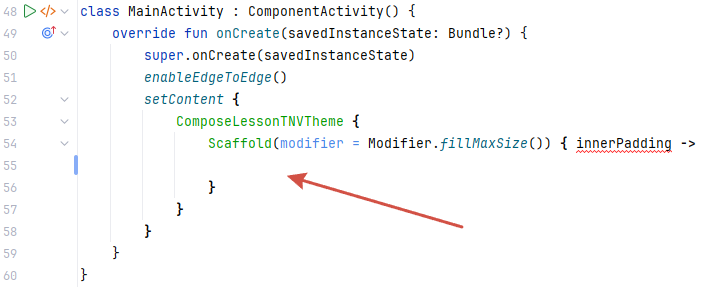 48 class MainActivity : ComponentActivity() {
49 override fun onCreate(savedInstanceState: Bundle?) {
50 super.onCreate(savedInstanceState)
51 enableEdgeToEdge()
52 setContent {
53 ComposeLessonTNVTheme {
54 Scaffold(modifier = Modifier.fillMaxSize()) { innerPadding ->
55
56 }
57 }
58 }
59 }
60 }